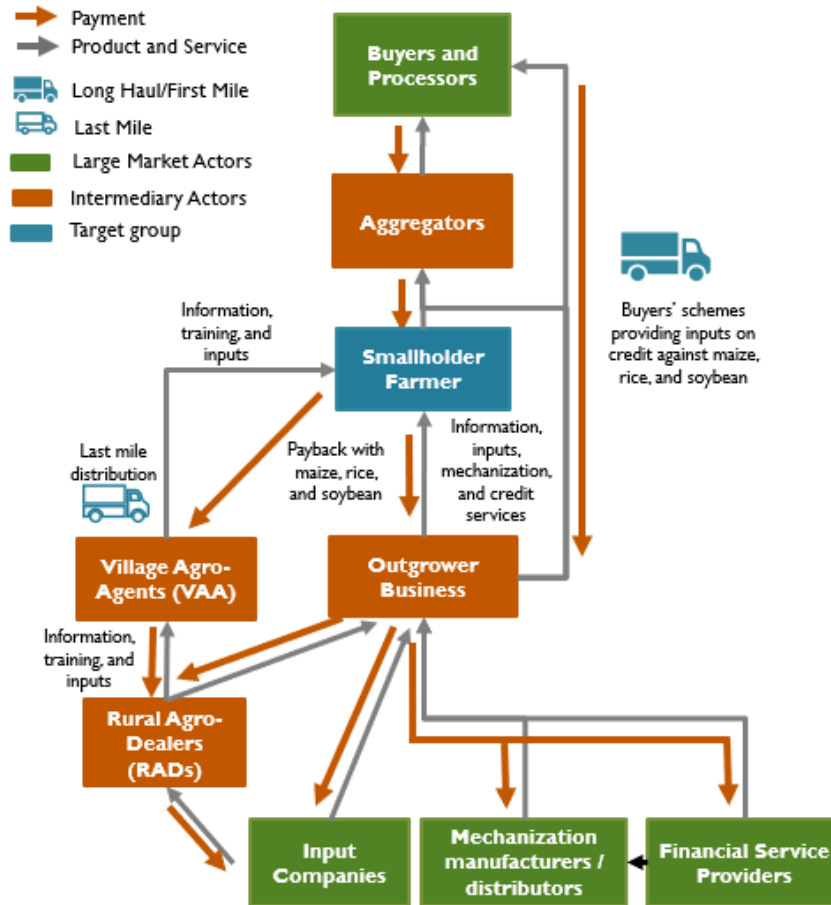 Payment
Product and Service
Long Haul/First Mile
Last Mile
Large Market Actors
Intermediary Actors
Target group
Buyers and
Processors
Aggregators
Information,
training, and
inputs
Smallholder
Farmer
Buyers' schemes
providing inputs on
credit against maize,
rice, and soybean
Last mile
distribution
Payback with
maize, rice,
and soybean
Information,
inputs,
mechanization,
and credit
services
Village Agro-
Agents (VAA)
Outgrower
Business
Information,
training, and
inputs
Rural Agro-
Dealers
(RADs)
Input
Companies
Mechanization
manufacturers /
distributors
Financial Service
Providers